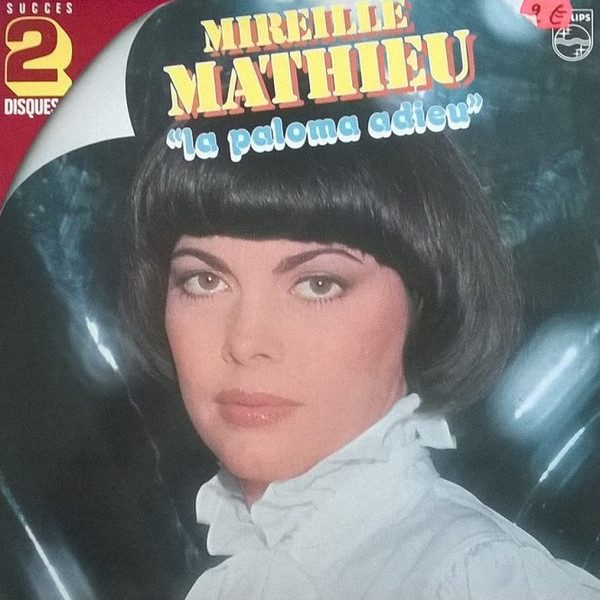 SUCCES
2
DISQUES
MIREILLE
MATHIEU
"la paloma adieu"
9 €